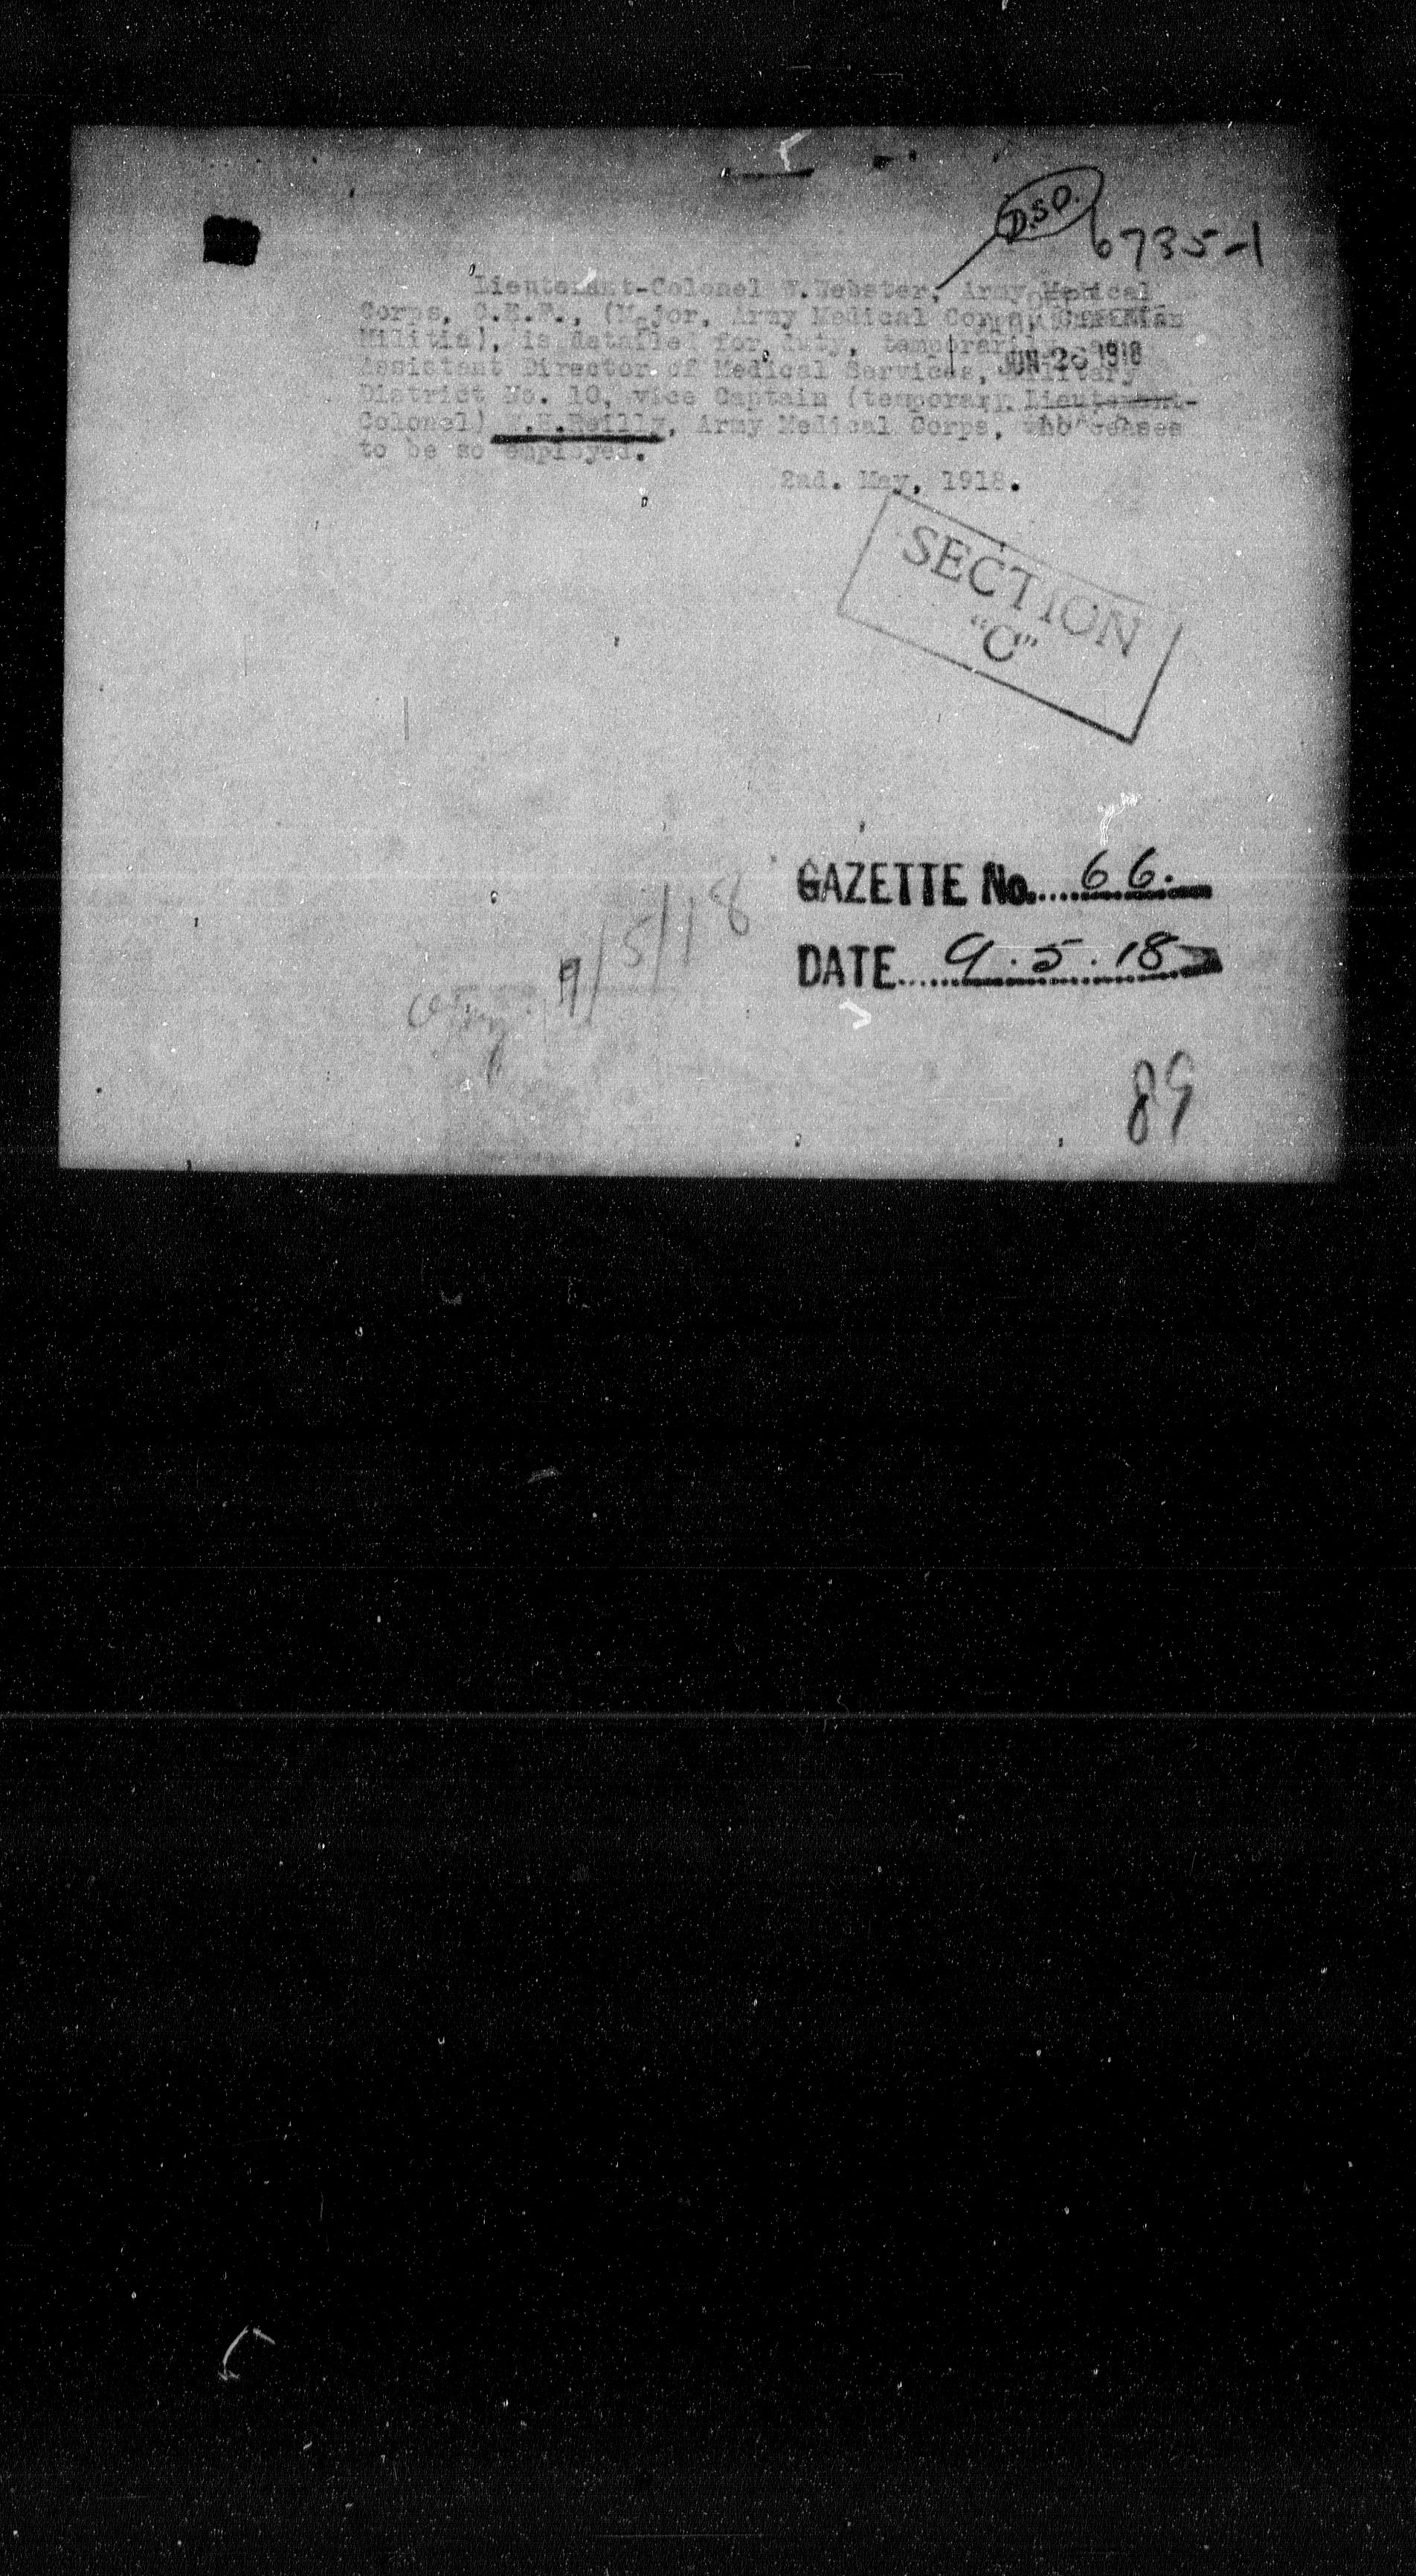 D.S.O.
6735-1
Lieutenant-Colonel W.Webster, Army Medical
Corps, C.E.F., (Major, Army Medical Corps, Canadian
Militia), is detailed for duty, temporarily
Assistant Director of Medical Services, Military
JUN 26 1918
District No. 10, vice Captain (temporary Lieutenant-
Colonel) W.H.Reilly, Army Medical Corps, who ceases
to be so employed.
2nd. May, 1918.
SECTION
"C"
GAZETTE No. 66.
9/5/18
DATE 9.5.18
89